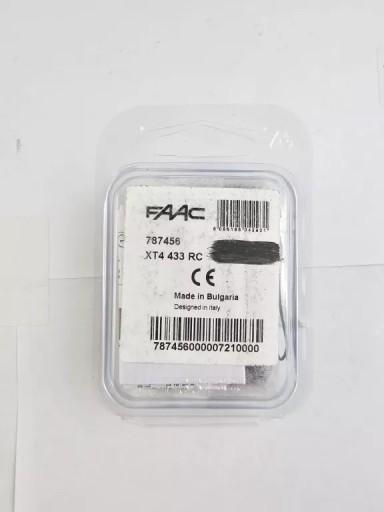 FAAC
787456
XT4 433 RC
CE
Made in Bulgaria
Designed in Italy
787456000007210000